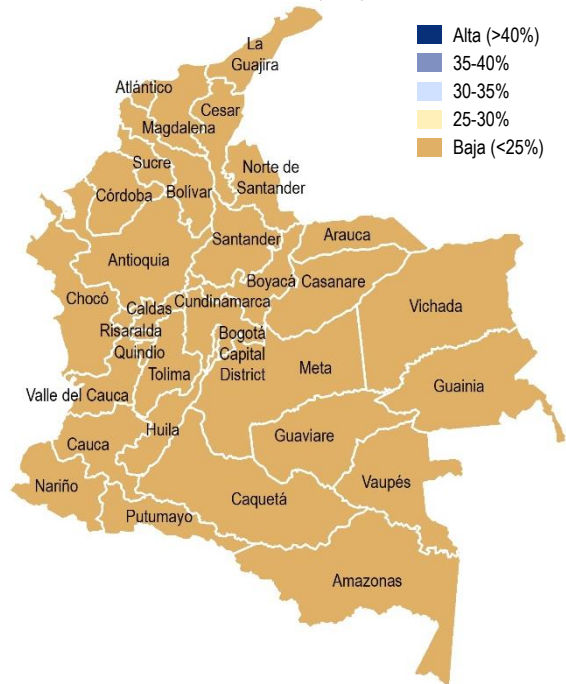 La
Guajira
Alta (>40%)
35-40%
30-35%
25-30%
Baja (<25%)
Atlántico
Cesar
Magdalena
Sucre
Norte de
Santander
Córdoba
Bolívar
Santander
Arauca
Antioquia
Boyacá
Casanare
Chocó
Caldas
Cundinamarca
Vichada
Risaralda
Quindio
Bogotá
Capital
District
Tolima
Meta
Guainia
Valle del Cauca
Huila
Cauca
Guaviare
Nariño
Caquetá
Vaupés
Putumayo
Amazonas